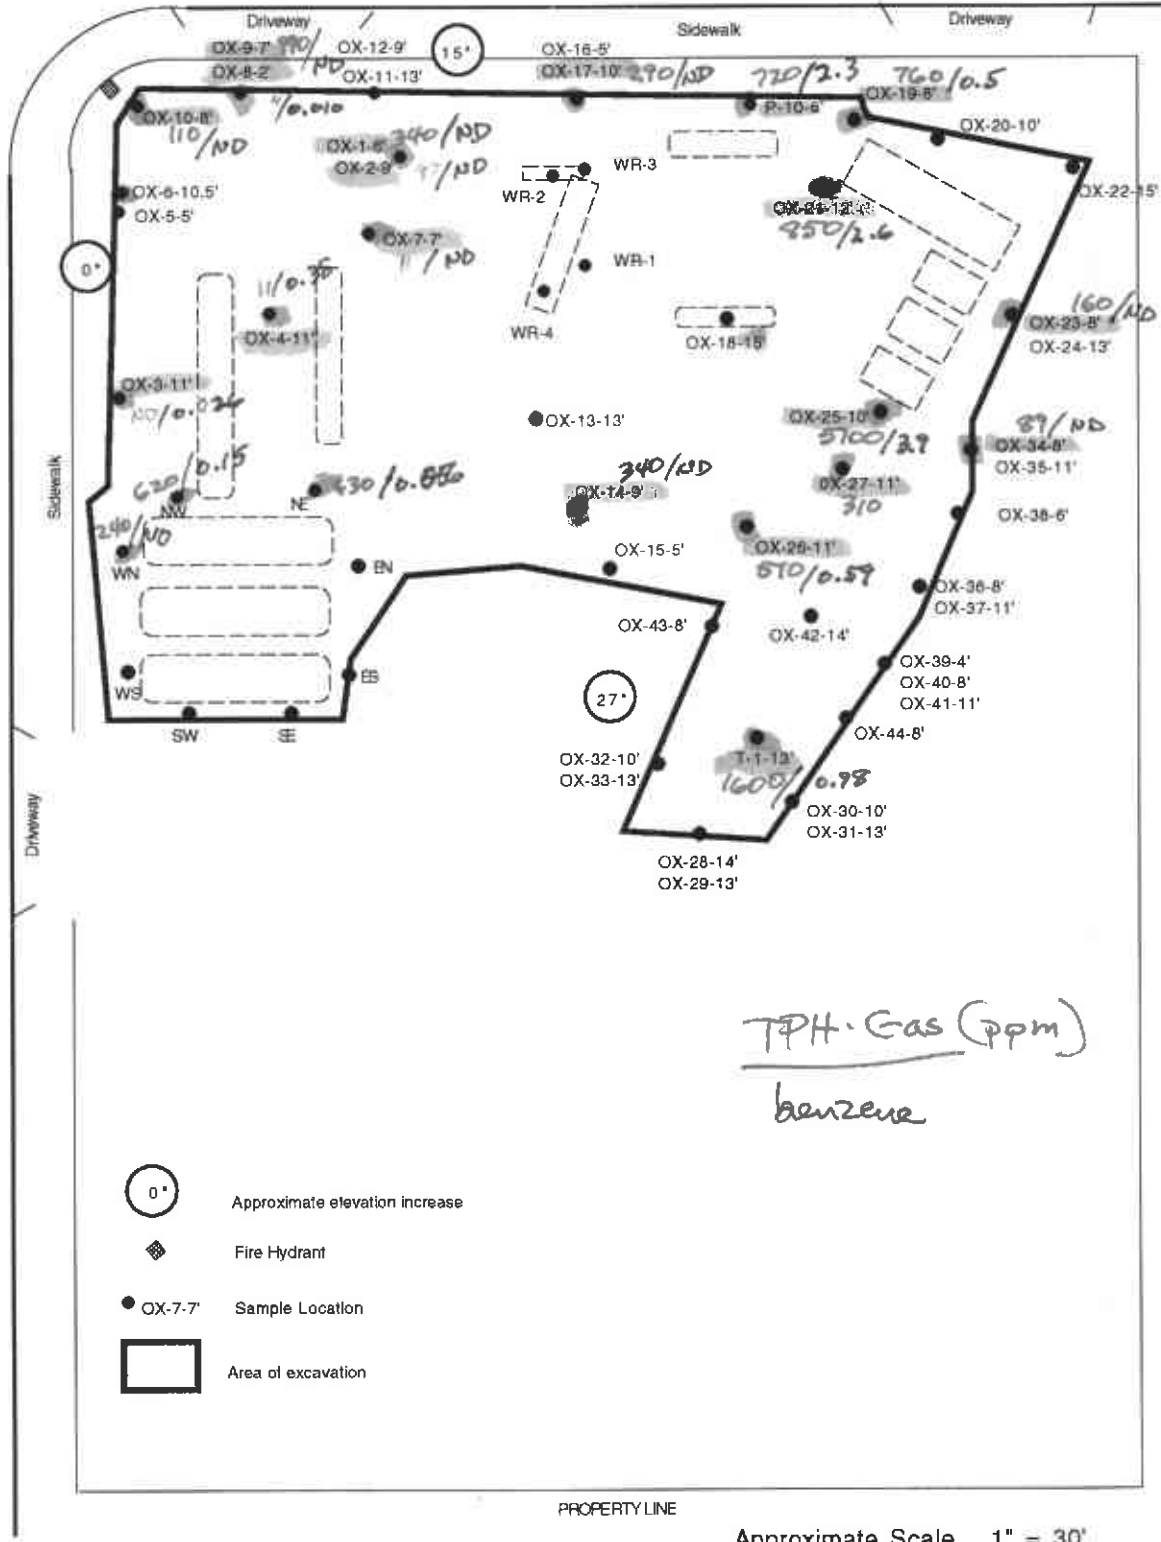 Driveway
Sidewalk
Driveway
OX-9-7' 990/ND
OX-8-2'
11/0.010
OX-12-9'
OX-11-13'
15"
OX-16-5'
OX-17-10' 290/ND
720/2.3
P-10-6'
760/0.5
OX-19-8'
OX-10-8'
110/ND
OX-1-6' 340/ND
OX-2-9'
/ND
OX-20-10'
OX-22-15'
WR-3
WR-2
OX-6-10.5'
OX-5-5'
OX-21-12'
850/2.6
OX-7-7'
11/ND
0"
WR-1
11/0.35
OX-4-11'
WR-4
OX-18-15'
160/ND
OX-23-8'
OX-24-13'
OX-3-11'
ND/0.026
OX-13-13'
OX-25-10'
5700/3.9
89/ND
OX-34-8'
OX-35-11'
Sidewalk
620/0.15
NW
NE
340/ND
OX-14-9'
OX-27-11'
310
OX-38-6'
240/ND
WN
EN
OX-15-5'
OX-26-11'
570/0.59
OX-36-8'
OX-37-11'
OX-43-8'
OX-42-14'
WS
ES
27"
OX-39-4'
OX-40-8'
OX-41-11'
SW
SE
OX-44-8'
OX-32-10'
OX-33-13'
T-1-13'
1600/0.98
OX-30-10'
OX-31-13'
Driveway
OX-28-14'
OX-29-13'
TPH-Gas (ppm)
benzene
0"
Approximate elevation increase
Fire Hydrant
OX-7-7' Sample Location
Area of excavation
PROPERTY LINE
Approximate Scale 1" = 30'